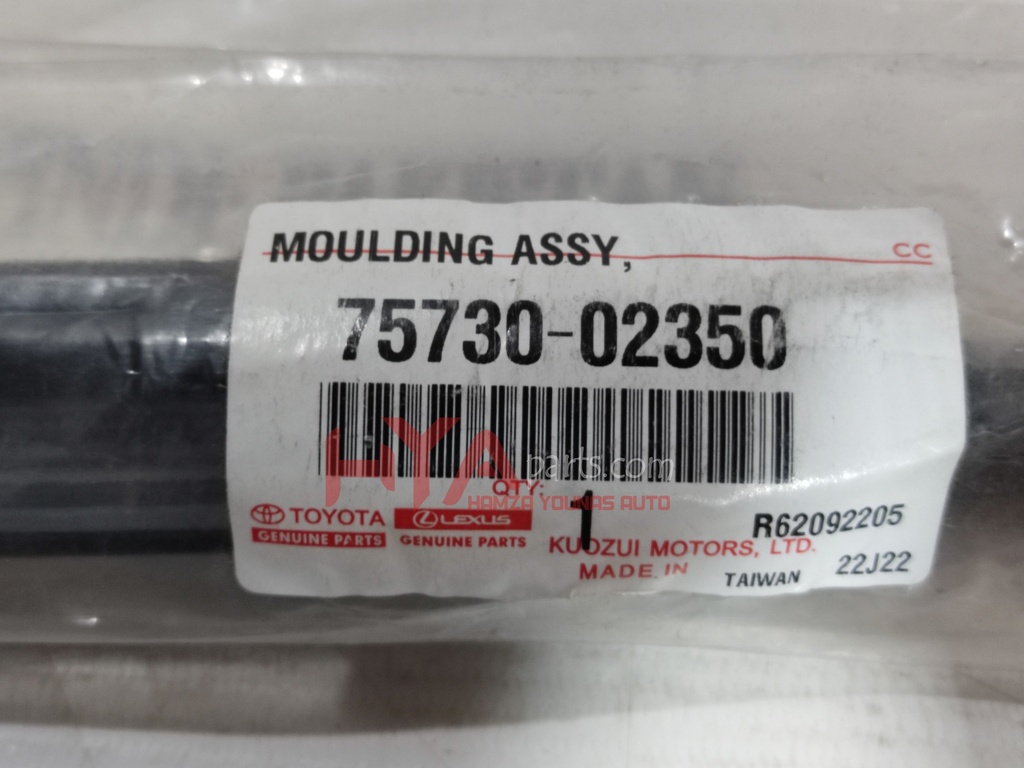 MOULDING ASSY,
CC
75730-02350
HYA parts.com
HAMZA YOUNAS AUTO
QTY:
1
TOYOTA
GENUINE PARTS
LEXUS
GENUINE PARTS
R62092205
KUOZUI MOTORS, LTD.
MADE IN TAIWAN
22J22